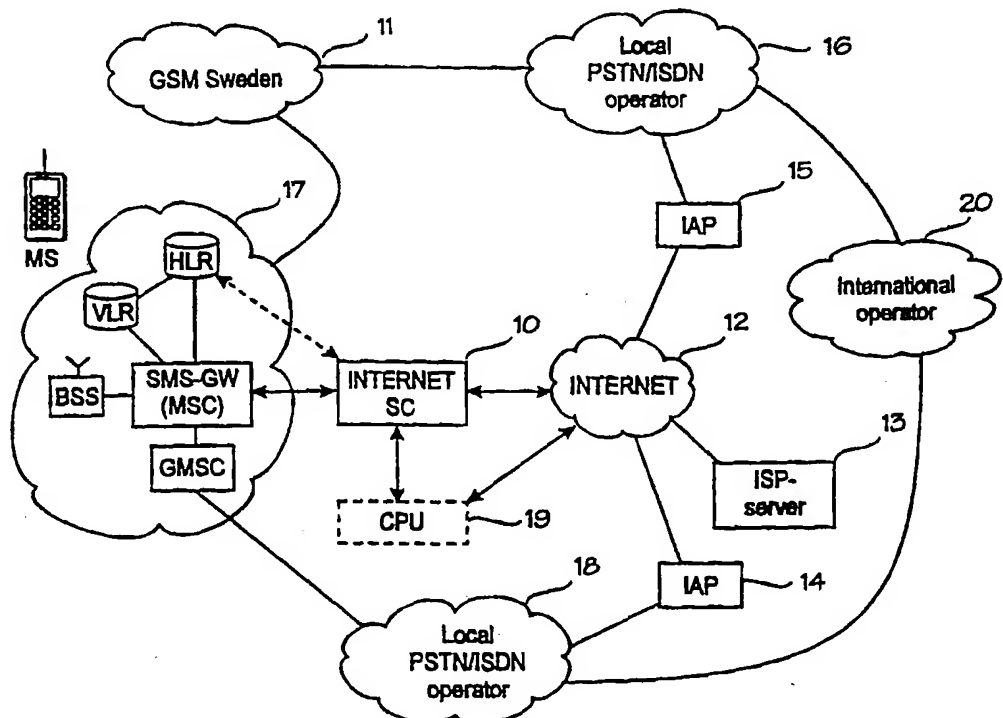 11
GSM Sweden
Local
PSTN/ISDN
operator
16
MS
17
HLR
VLR
BSS
SMS-GW
(MSC)
GMSC
10
INTERNET
SC
CPU
19
15
IAP
12
INTERNET
20
International
operator
13
ISP-
server
IAP
14
18
Local
PSTN/ISDN
operator